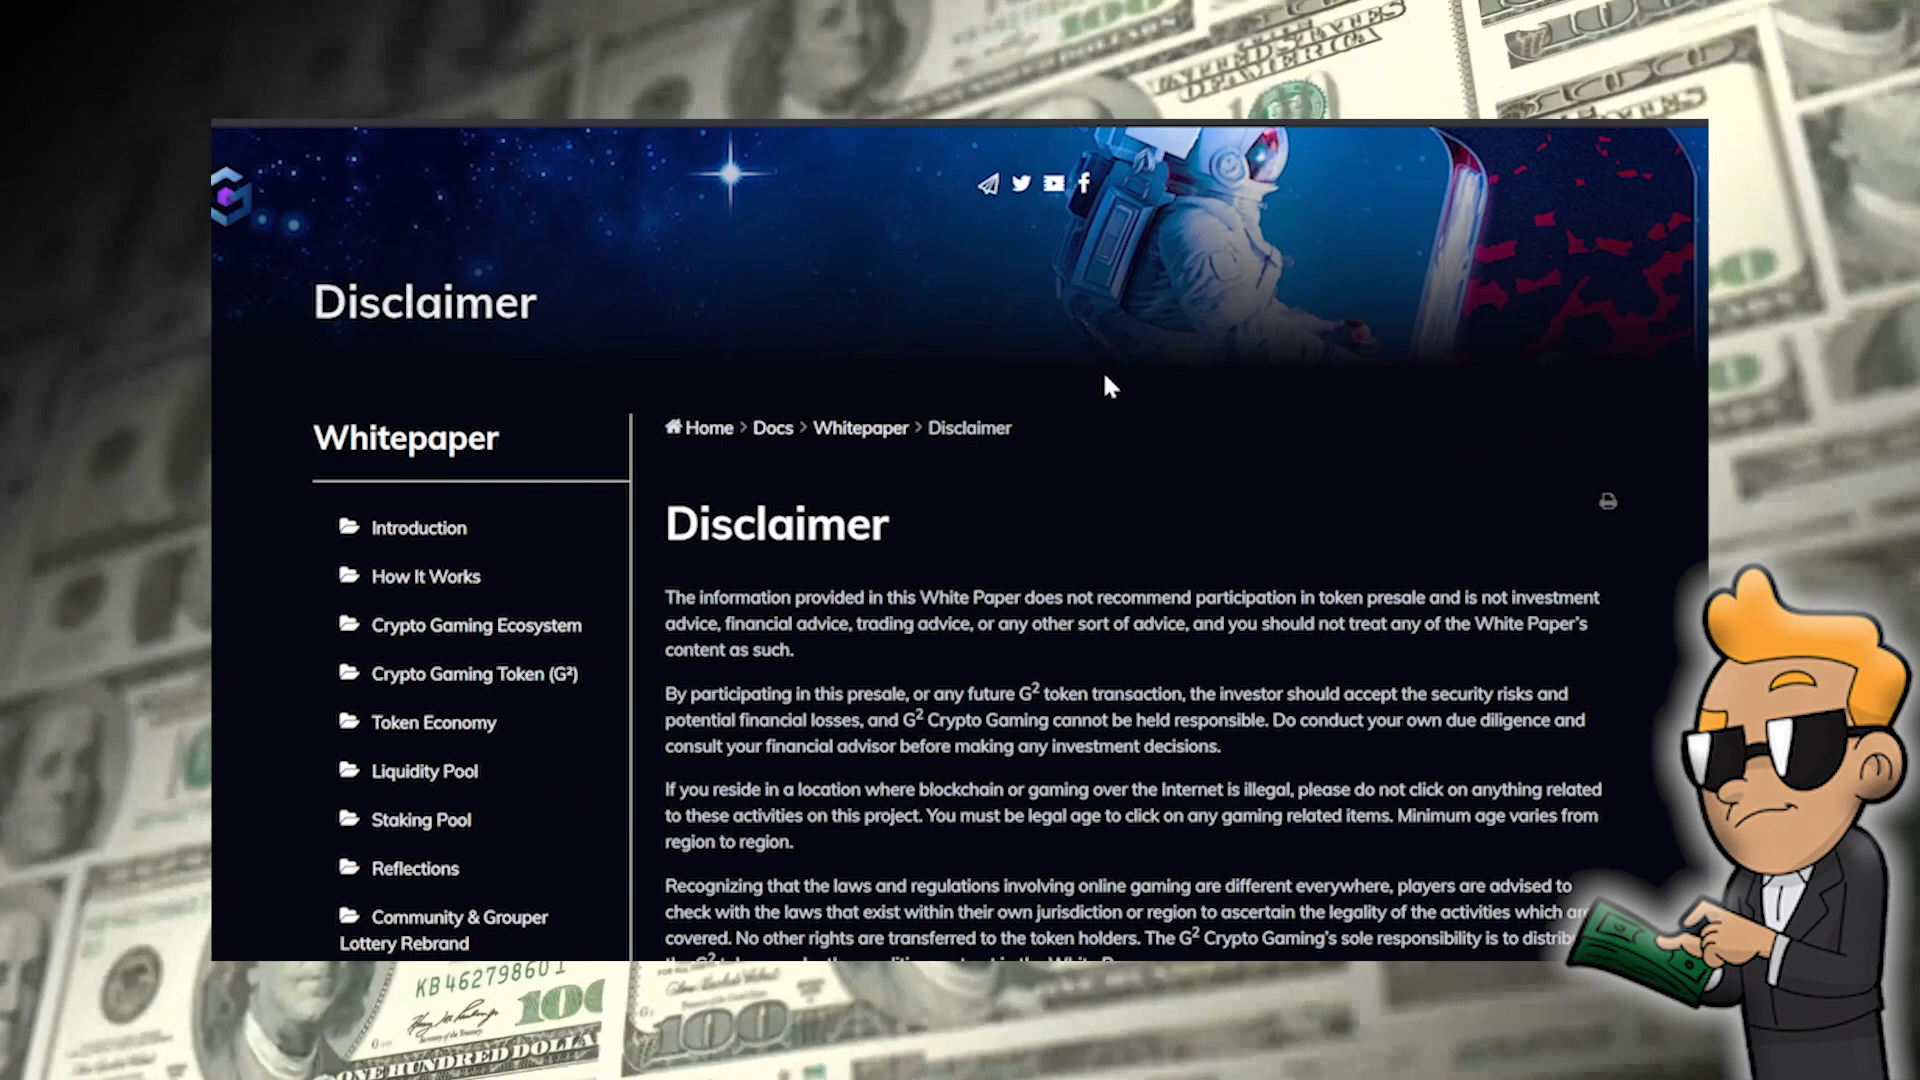 Disclaimer
Whitepaper
Introduction
How It Works
Crypto Gaming Ecosystem
Crypto Gaming Token (G²)
Token Economy
Liquidity Pool
Staking Pool
Reflections
Community & Grouper
Lottery Rebrand
Home > Docs > Whitepaper > Disclaimer
Disclaimer
The information provided in this White Paper does not recommend participation in token presale and is not investment
advice, financial advice, trading advice, or any other sort of advice, and you should not treat any of the White Paper's
content as such.
By participating in this presale, or any future G² token transaction, the investor should accept the security risks and
potential financial losses, and G² Crypto Gaming cannot be held responsible. Do conduct your own due diligence and
consult your financial advisor before making any investment decisions.
If you reside in a location where blockchain or gaming over the Internet is illegal, please do not click on anything related
to these activities on this project. You must be legal age to click on any gaming related items. Minimum age varies from
region to region.
Recognizing that the laws and regulations involving online gaming are different everywhere, players are advised to
check with the laws that exist within their own jurisdiction or region to ascertain the legality of the activities which
covered. No other rights are transferred to the token holders. The G² Crypto Gaming's sole responsibility is to
UNITED STATES
OF AMERICA
100
KB46279860
100
ONE HUNDRED DOLLA
100